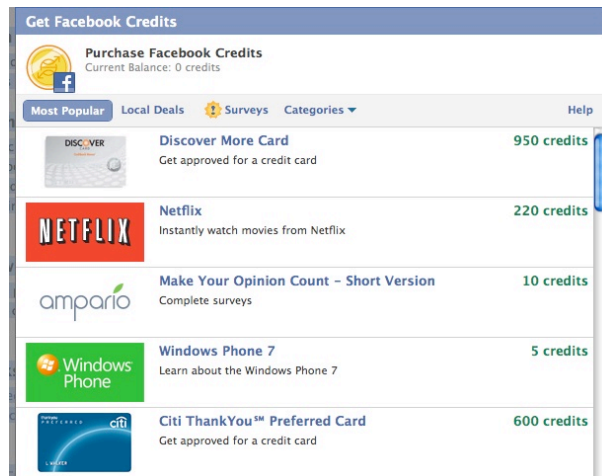 Get Facebook Credits
Purchase Facebook Credits
Current Balance: 0 credits
Most Popular Local Deals Surveys Categories Help
DISCOVER
Discover More Card 950 credits
Get approved for a credit card
NETFLIX
Netflix 220 credits
Instantly watch movies from Netflix
ampario
Make Your Opinion Count – Short Version 10 credits
Complete surveys
Windows Phone
Windows Phone 7 5 credits
Learn about the Windows Phone 7
PREFERRED citi
Citi ThankYou℠ Preferred Card 600 credits
Get approved for a credit card
L WALKER